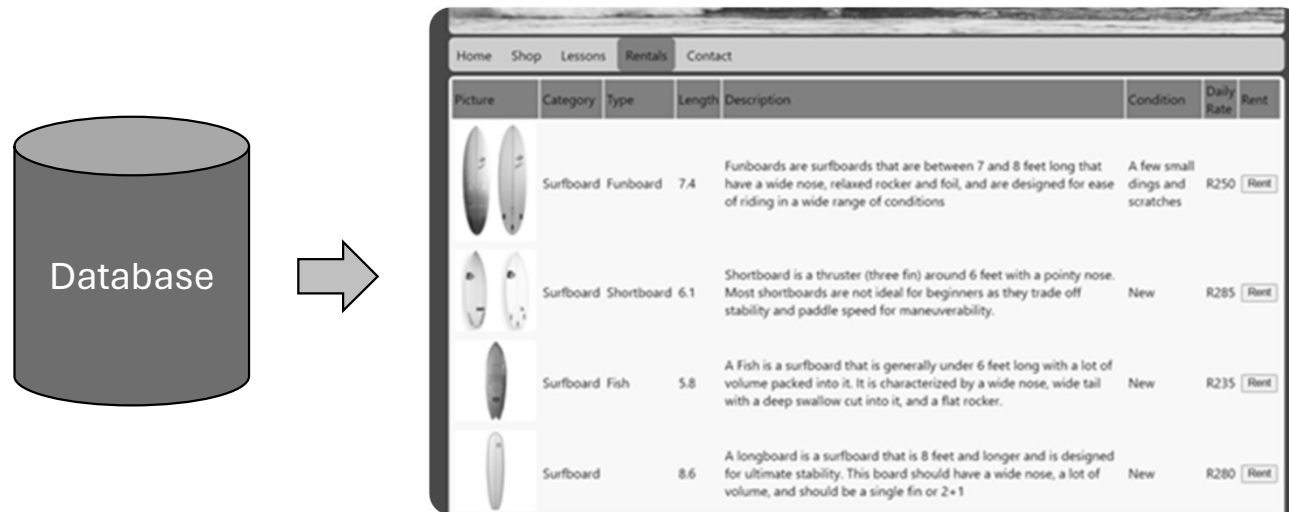 Database
Home Shop Lessons Rentals Contact
Picture Category Type Length Description Condition Daily Rate Rent
Funboards are surfboards that are between 7 and 8 feet long that
have a wide nose, relaxed rocker and foil, and are designed for ease
of riding in a wide range of conditions
Surfboard Funboard 7.4
A few small
dings and
scratches
R250 Rent
Shortboard is a thruster (three fin) around 6 feet with a pointy nose.
Most shortboards are not ideal for beginners as they trade off
stability and paddle speed for maneuverability.
Surfboard Shortboard 6.1
New R285 Rent
A Fish is a surfboard that is generally under 6 feet long with a lot of
volume packed into it. It is characterized by a wide nose, wide tail
with a deep swallow cut into it, and a flat rocker.
Surfboard Fish 5.8
New R235 Rent
A longboard is a surfboard that is 8 feet and longer and is designed
for ultimate stability. This board should have a wide nose, a lot of
volume, and should be a single fin or 2+1
Surfboard 8.6
New R280 Rent